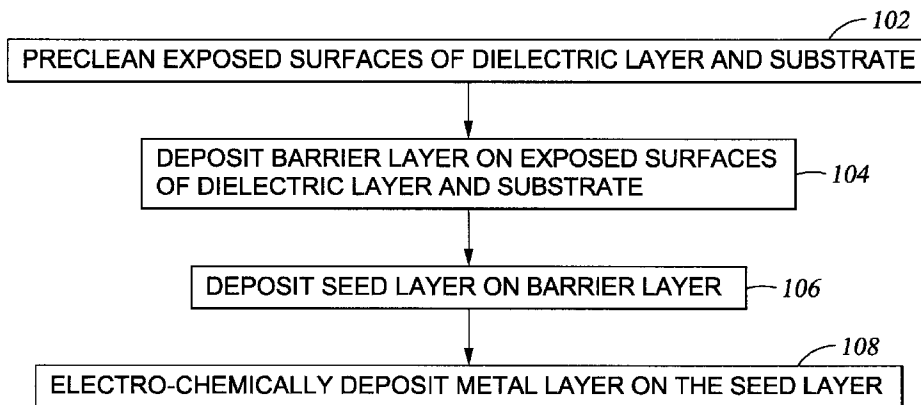 102
PRECLEAN EXPOSED SURFACES OF DIELECTRIC LAYER AND SUBSTRATE
DEPOSIT BARRIER LAYER ON EXPOSED SURFACES
OF DIELECTRIC LAYER AND SUBSTRATE
104
DEPOSIT SEED LAYER ON BARRIER LAYER
106
108
ELECTRO-CHEMICALLY DEPOSIT METAL LAYER ON THE SEED LAYER